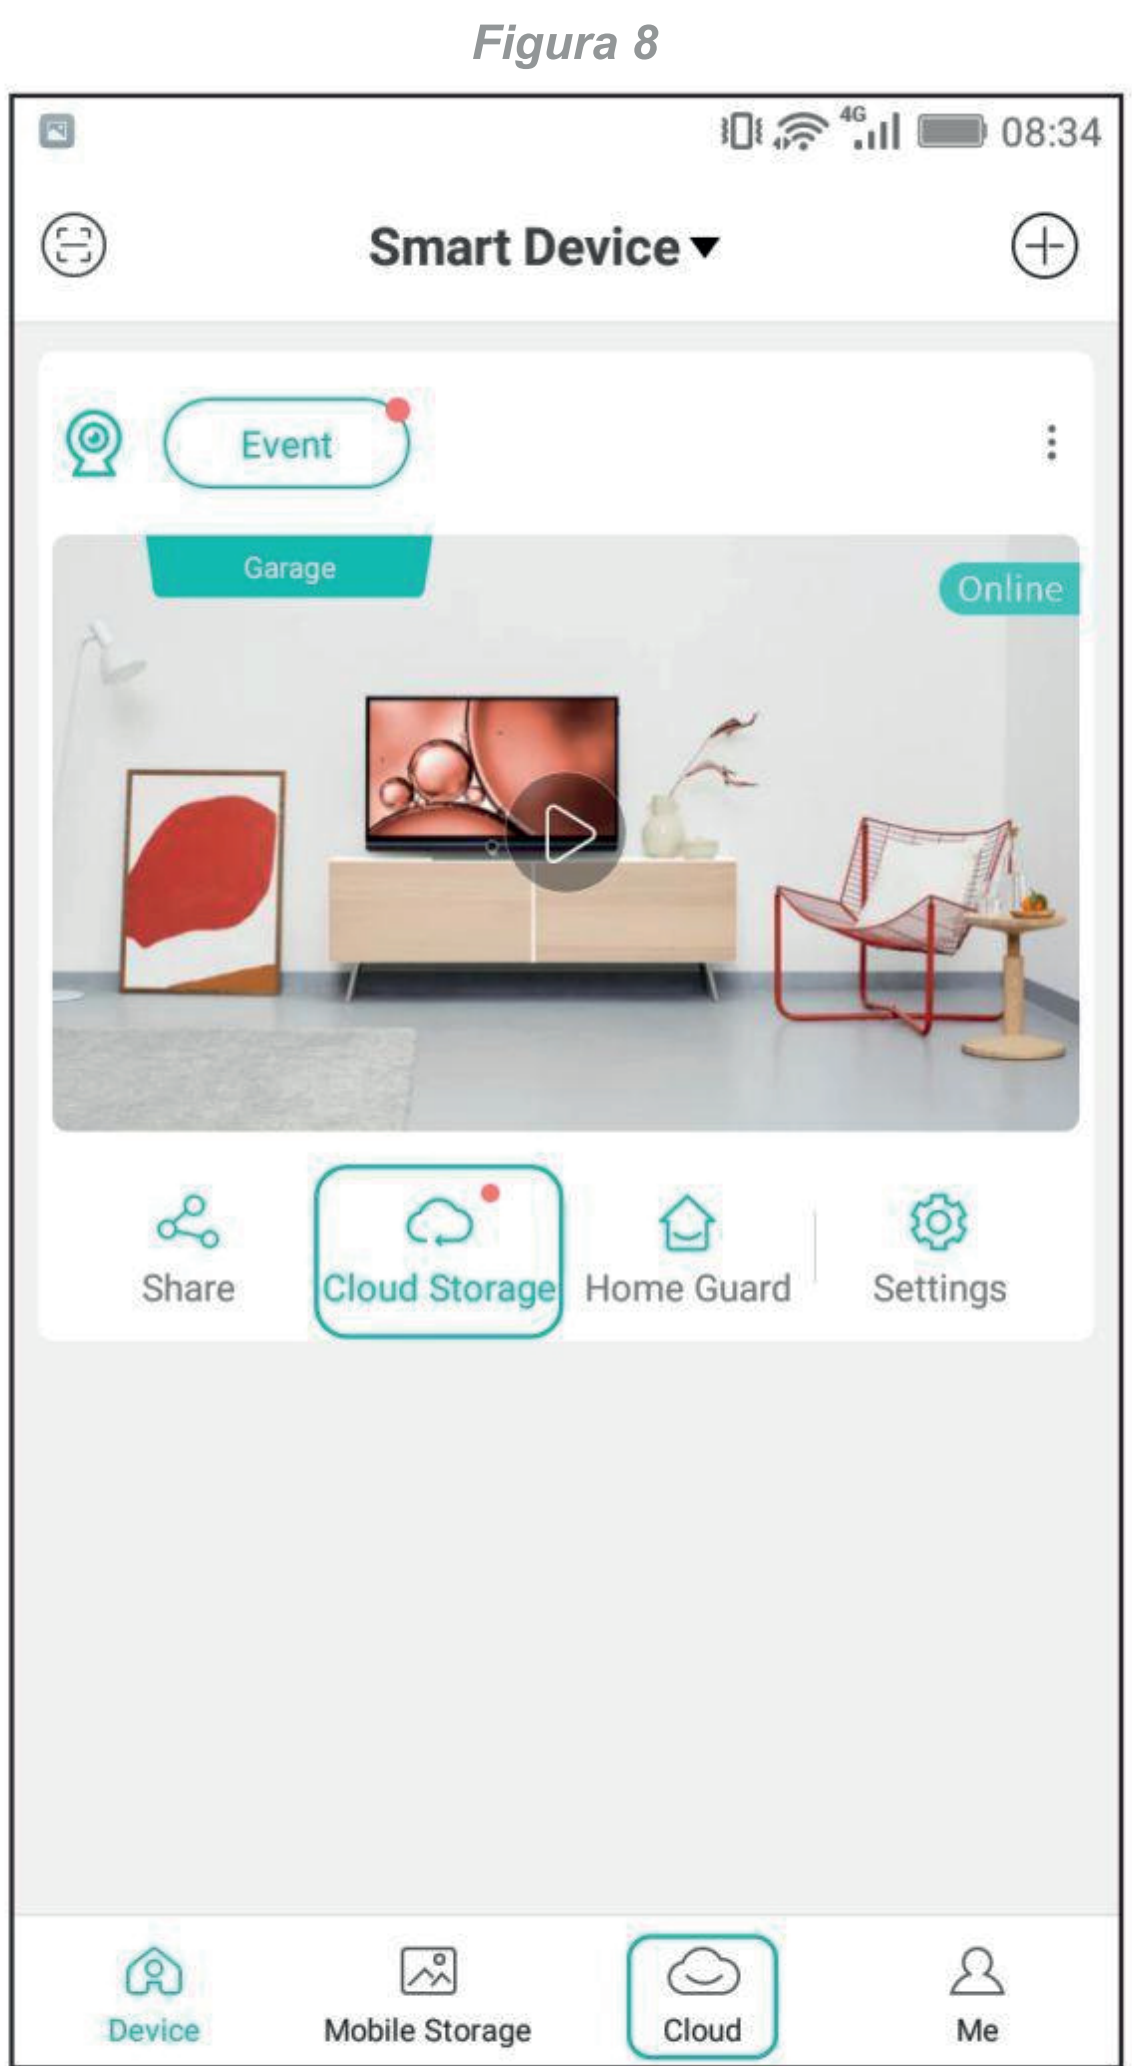 Figura 8
4G 08:34
Smart Device
Event
Garage
Online
Share Cloud Storage Home Guard Settings
Device Mobile Storage Cloud Me